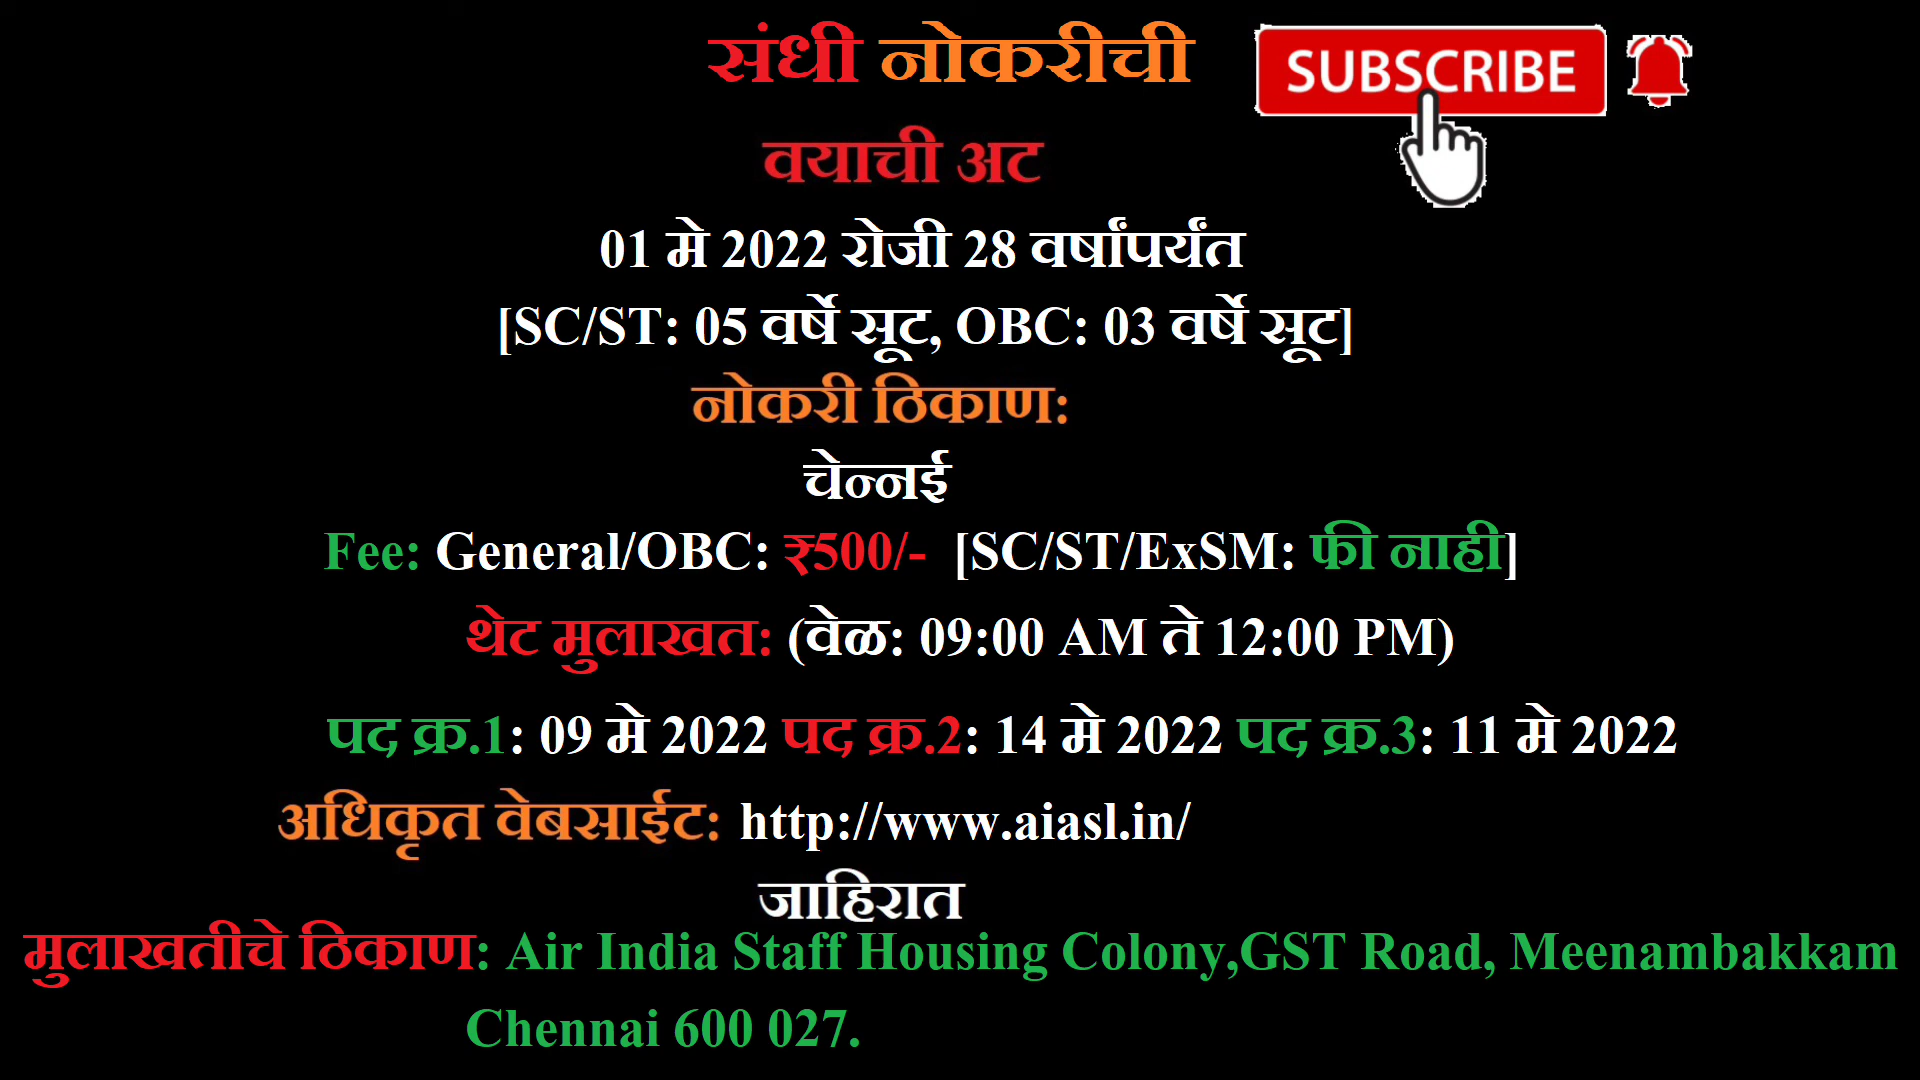 संधी नोकरीची
SUBSCRIBE
वयाची अट
01 मे 2022 रोजी 28 वर्षांपर्यंत
[SC/ST: 05 वर्षे सूट, OBC: 03 वर्षे सूट]
नोकरी ठिकाण:
चेन्नई
Fee: General/OBC: ₹500/- [SC/ST/ExSM: फी नाही]
थेट मुलाखत: (वेळ: 09:00 AM ते 12:00 PM)
पद क्र.1: 09 मे 2022 पद क्र.2: 14 मे 2022 पद क्र.3: 11 मे 2022
अधिकृत वेबसाईट: http://www.aiasl.in/
जाहिरात
मुलाखतीचे ठिकाण: Air India Staff Housing Colony,GST Road, Meenambakkam
Chennai 600 027.